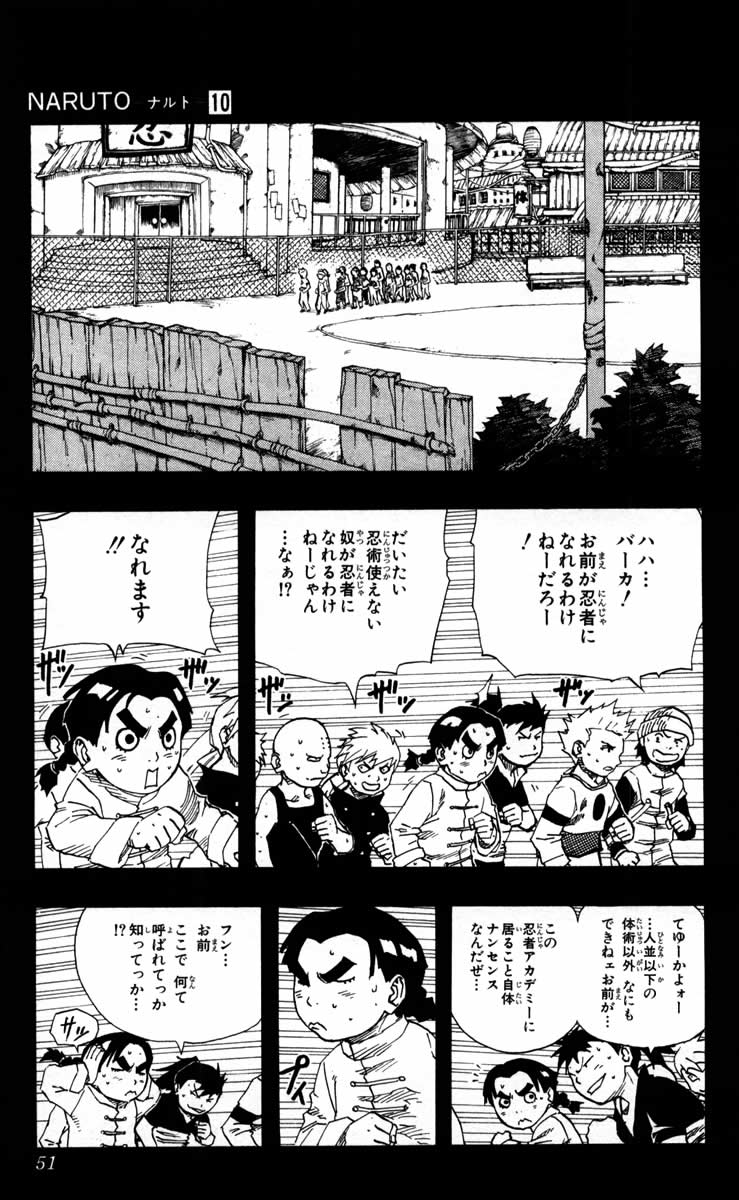 NARUTO ナルト 10
忍
体
ハハ…
バーカ!
お前が忍者に
なれるわけ
ねーだろー
!
だいたい
忍術使えない
奴が忍者に
なれるわけ
ねーじゃん
…なぁ!?
なれます
!!
ザッ
ザッ
ザッ
ザッ
ザッ
ザッ
てゆーかよォー
…人並以下の
体術以外 なにも
できねェお前が…
この
忍者アカデミーに
居ること自体
ナンセンス
なんだぜ…
プイ
フン…
お前
ここで 何て
呼ばれてっか
知ってっか…
!?
サッ
51